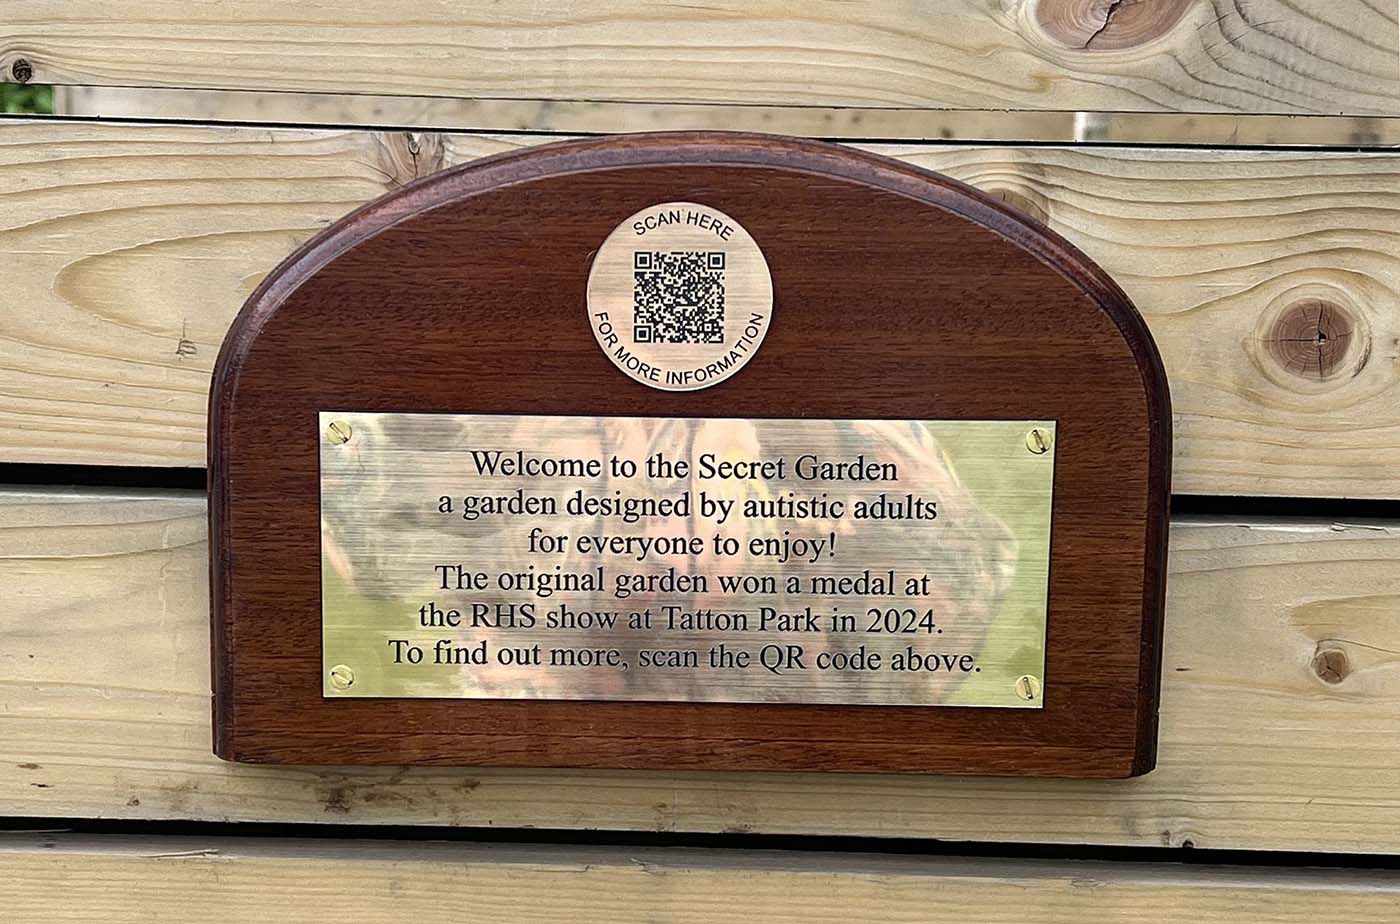 SCAN HERE
FOR MORE INFORMATION
Welcome to the Secret Garden
a garden designed by autistic adults
for everyone to enjoy!
The original garden won a medal at
the RHS show at Tatton Park in 2024.
To find out more, scan the QR code above.